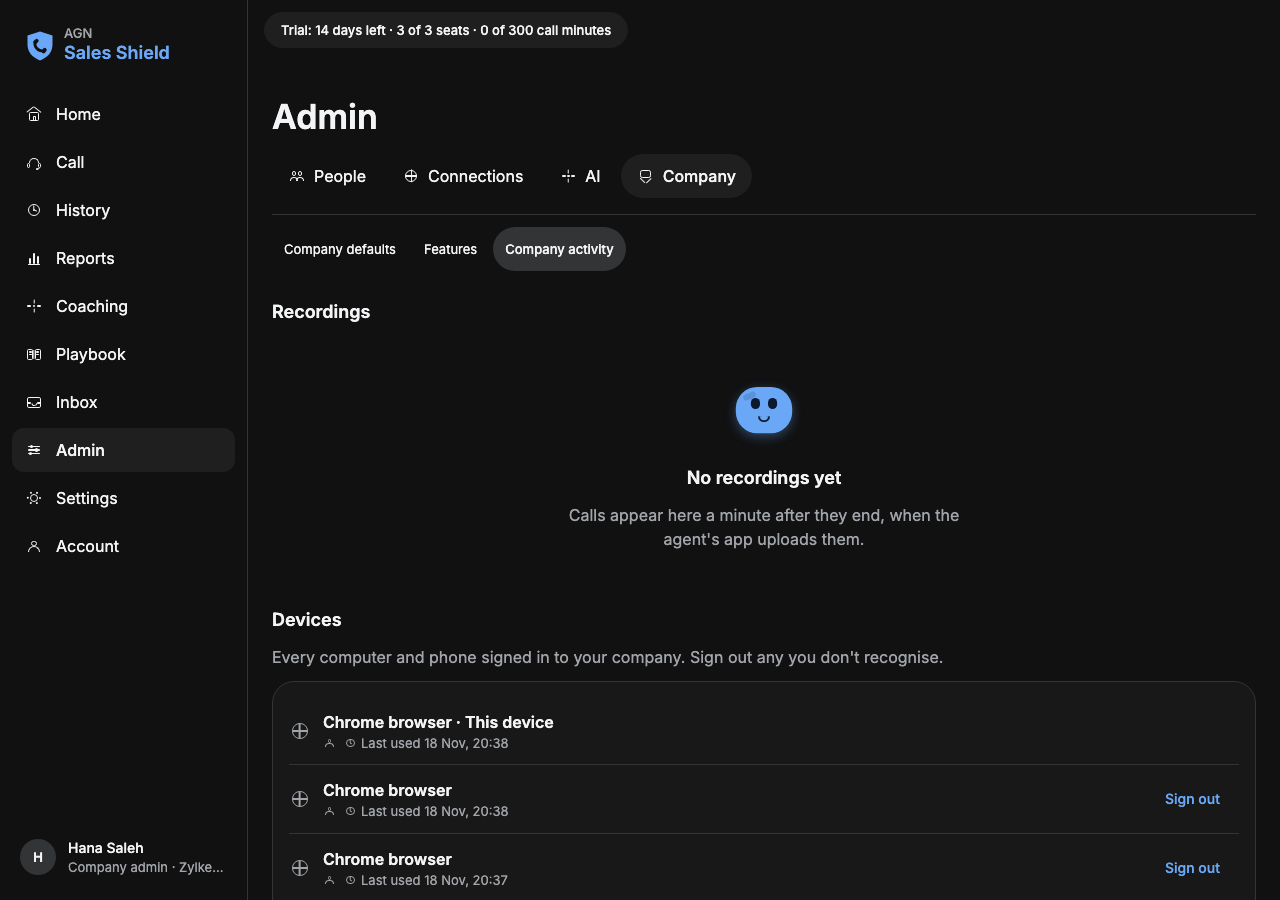 AGN
Sales Shield
Home
Call
History
Reports
Coaching
Playbook
Inbox
Admin
Settings
Account
H
Hana Saleh
Company admin · Zylke...
Trial: 14 days left · 3 of 3 seats · 0 of 300 call minutes
Admin
People
Connections
AI
Company
Company defaults
Features
Company activity
Recordings
No recordings yet
Calls appear here a minute after they end, when the
agent's app uploads them.
Devices
Every computer and phone signed in to your company. Sign out any you don't recognise.
Chrome browser · This device
Last used 18 Nov, 20:38
Chrome browser
Last used 18 Nov, 20:38
Sign out
Chrome browser
Last used 18 Nov, 20:37
Sign out